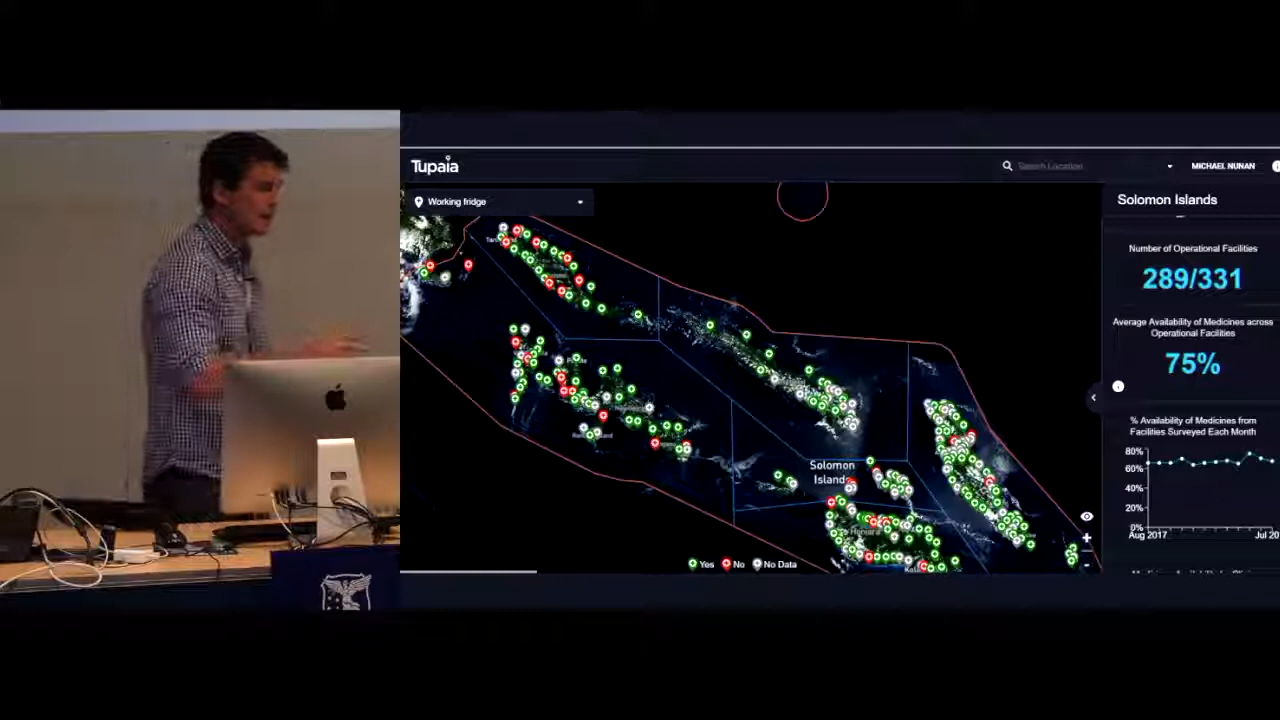 Tupaia
Search Location
MICHAEL NUNAN
Working fridge
Solomon Islands
Number of Operational Facilities
289/331
Average Availability of Medicines across
Operational Facilities
75%
% Availability of Medicines from
Facilities Surveyed Each Month
80%
60%
40%
20%
0%
Aug 2017
Solomon
Islands
Yes
No
No Data